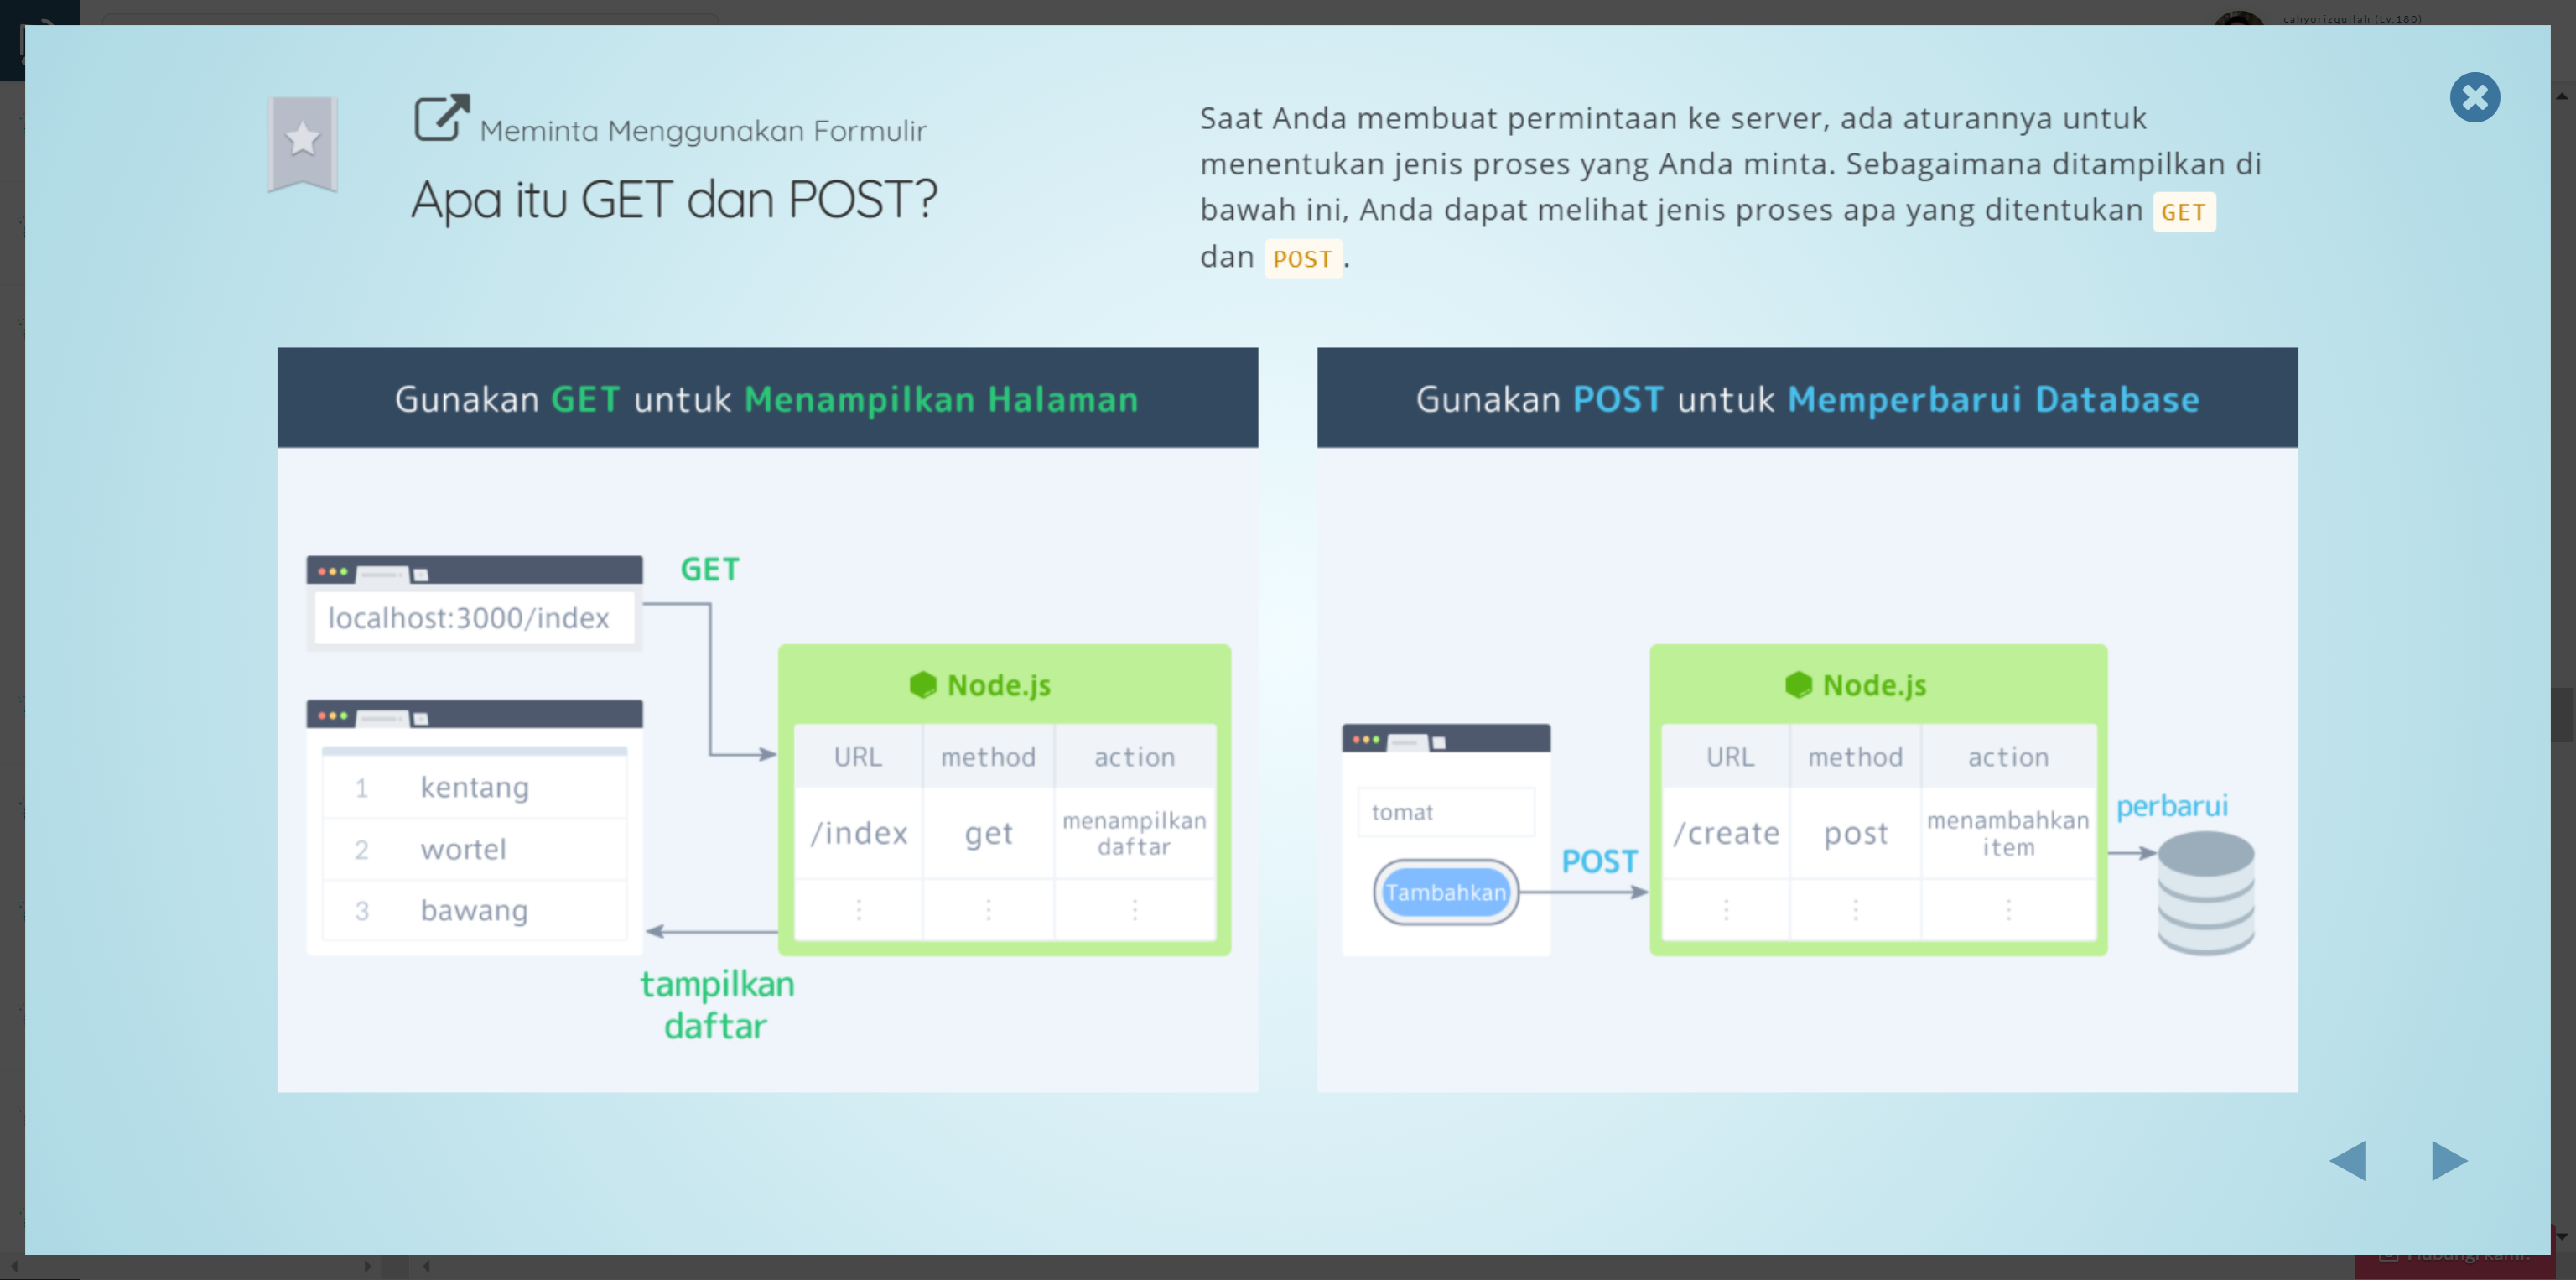 cahyorizqullah (Lv.180)
Meminta Menggunakan Formulir
Apa itu GET dan POST?
Saat Anda membuat permintaan ke server, ada aturannya untuk
menentukan jenis proses yang Anda minta. Sebagaimana ditampilkan di
bawah ini, Anda dapat melihat jenis proses apa yang ditentukan GET
dan POST.
Gunakan GET untuk Menampilkan Halaman
GET
localhost:3000/index
Node.js
URL method action
/index get menampilkan
daftar
1 kentang
2 wortel
3 bawang
tampilkan
daftar
Gunakan POST untuk Memperbarui Database
Node.js
URL method action
/create post menambahkan
item
tomat
Tambahkan
POST
perbarui